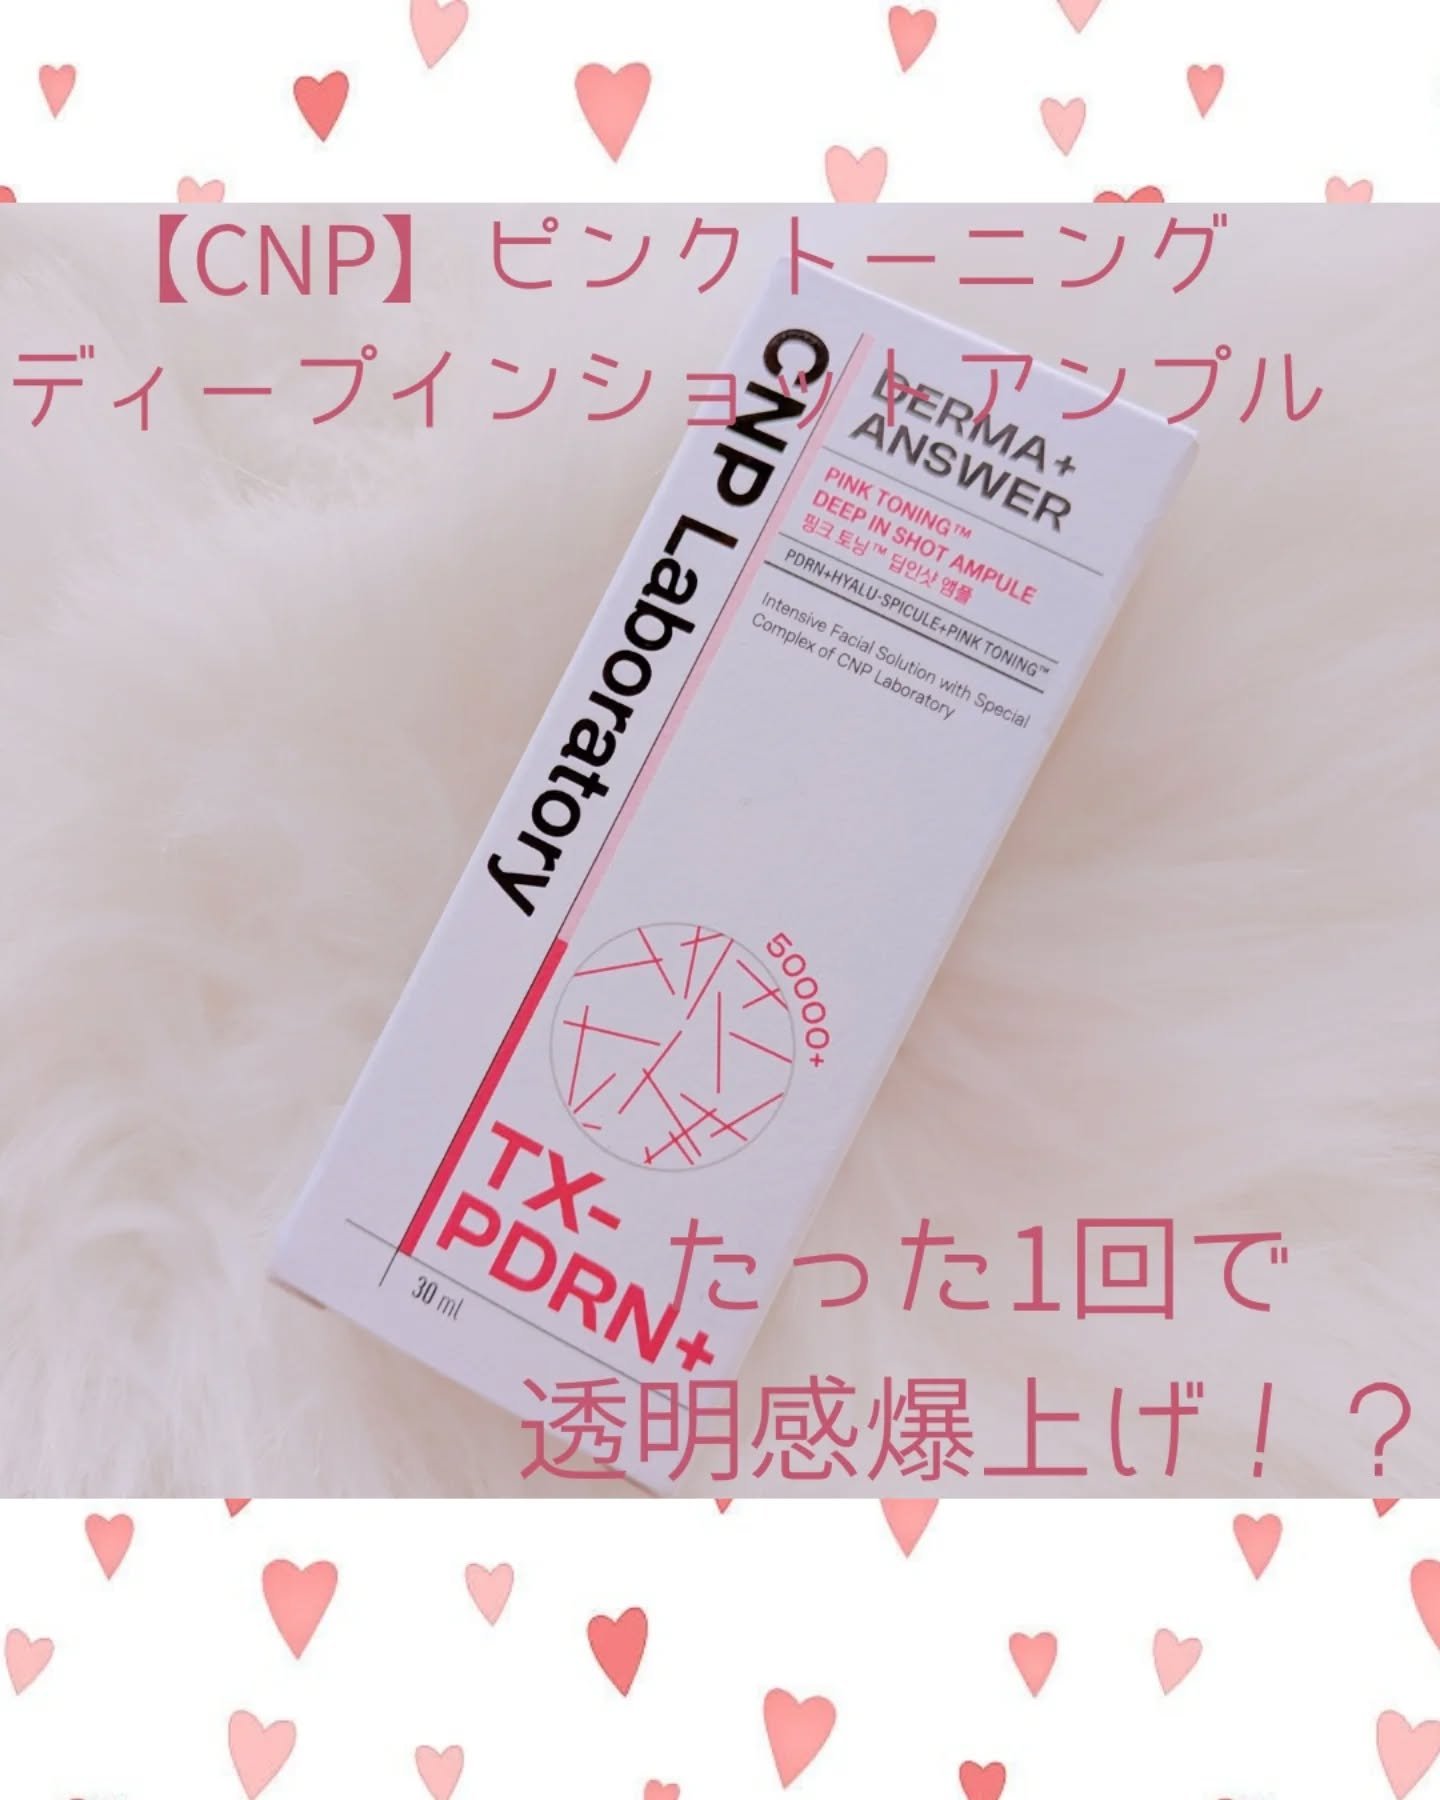 【CNP】ピンクトーニング
ディープインショットアンプル
CNP Laboratory
DERMA+
ANSWER
PINK TONING™
DEEP IN SHOT AMPULE
핑크 토닝™ 딥인샷 앰플
PDRN+HYALU-SPICULE+PINK TONING™
Intensive Facial Solution with Special
Complex of CNP Laboratory
50000+
TX-
PDRN+
30 ml
たった1回で
透明感爆上げ！？